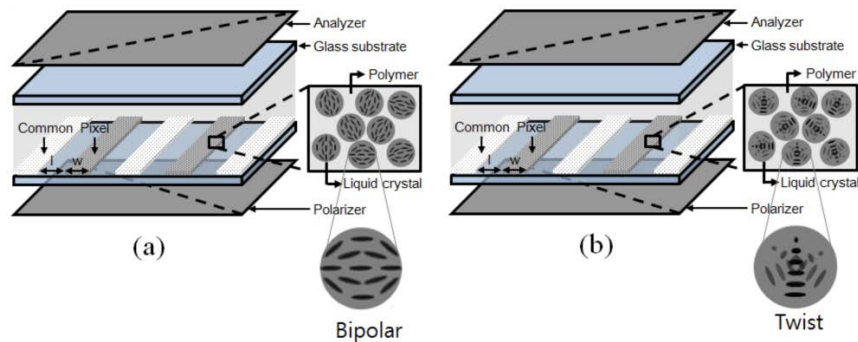 Analyzer
Glass substrate
Polymer
Common Pixel
l w
Liquid crystal
Polarizer
(a)
Bipolar
Analyzer
Glass substrate
Polymer
Common Pixel
l w
Liquid crystal
Polarizer
(b)
Twist